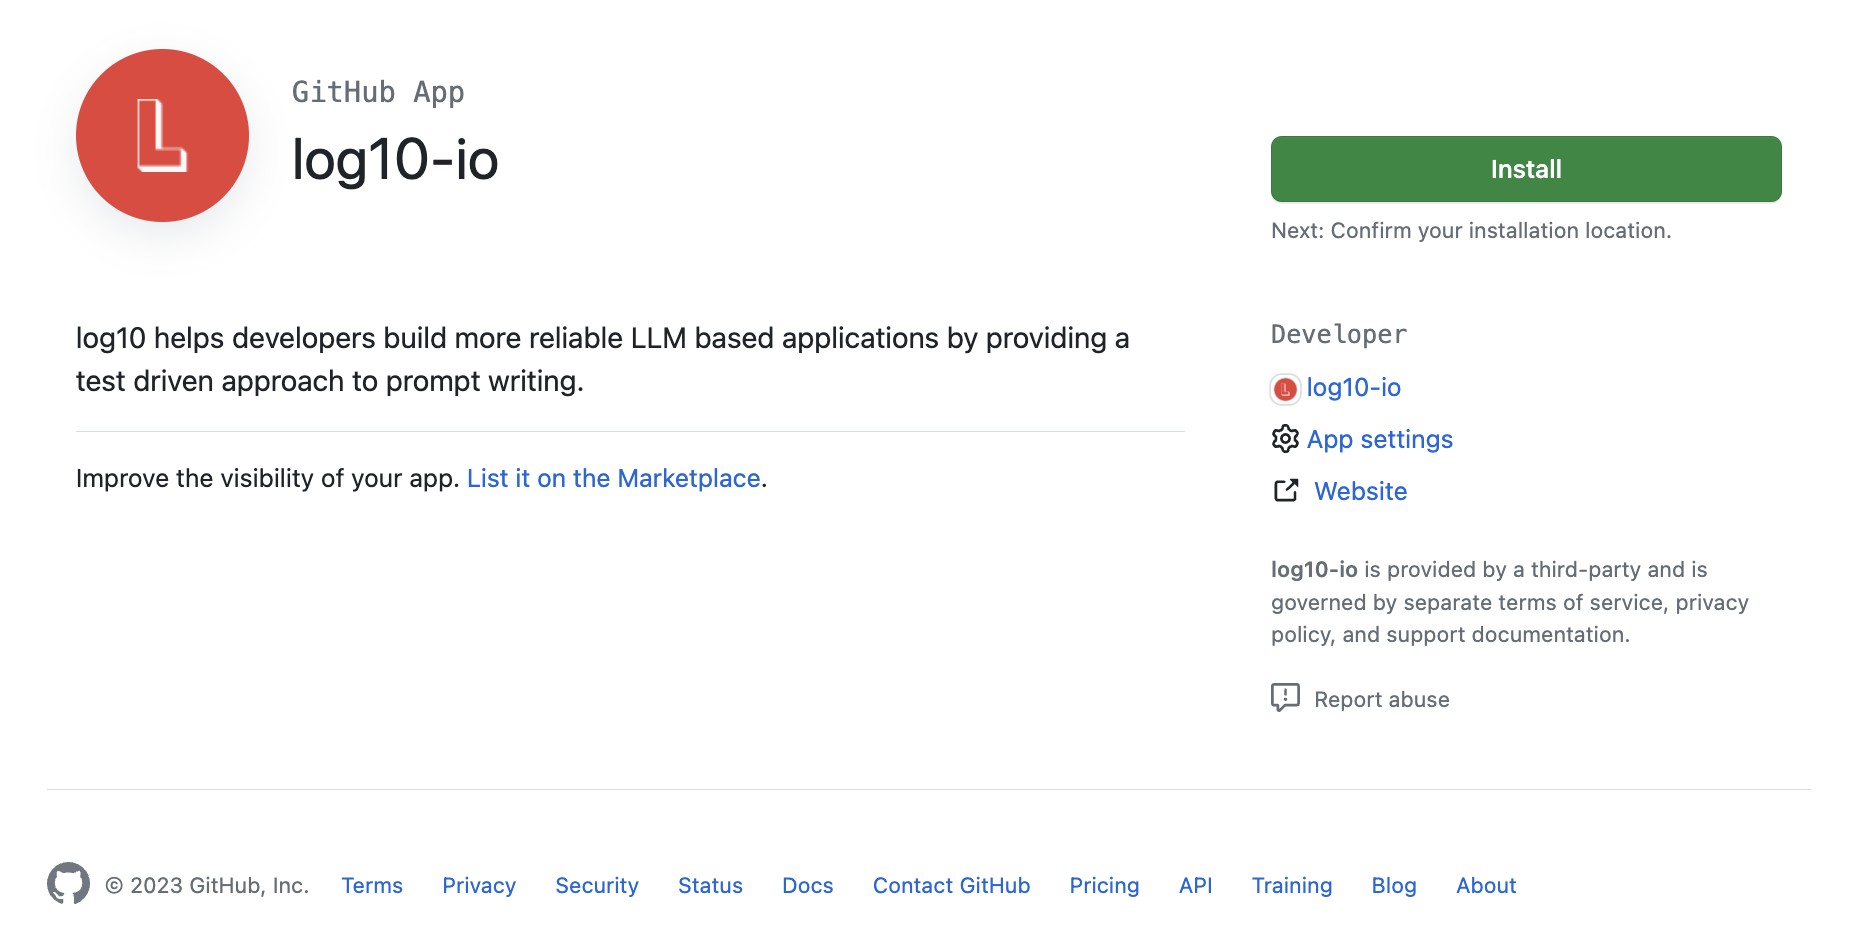 L
GitHub App
log10-io
Install
Next: Confirm your installation location.
log10 helps developers build more reliable LLM based applications by providing a
test driven approach to prompt writing.
Improve the visibility of your app. List it on the Marketplace.
Developer
L log10-io
App settings
Website
log10-io is provided by a third-party and is
governed by separate terms of service, privacy
policy, and support documentation.
Report abuse
© 2023 GitHub, Inc. Terms Privacy Security Status Docs Contact GitHub Pricing API Training Blog About